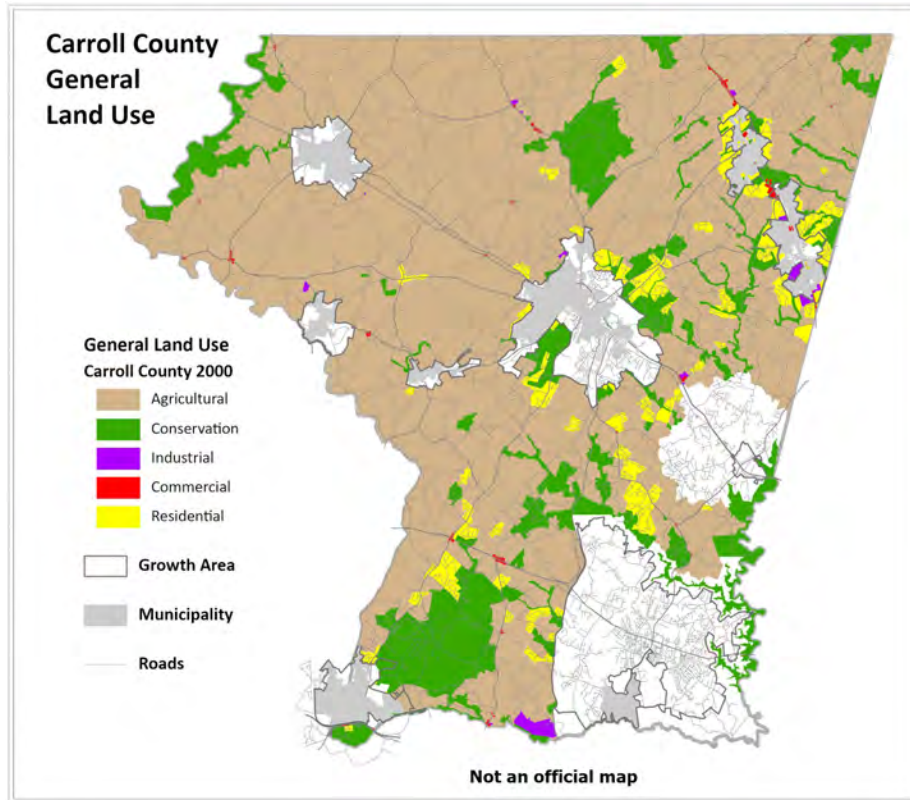 Carroll County
General
Land Use
General Land Use
Carroll County 2000
Agricultural
Conservation
Industrial
Commercial
Residential
Growth Area
Municipality
Roads
Not an official map